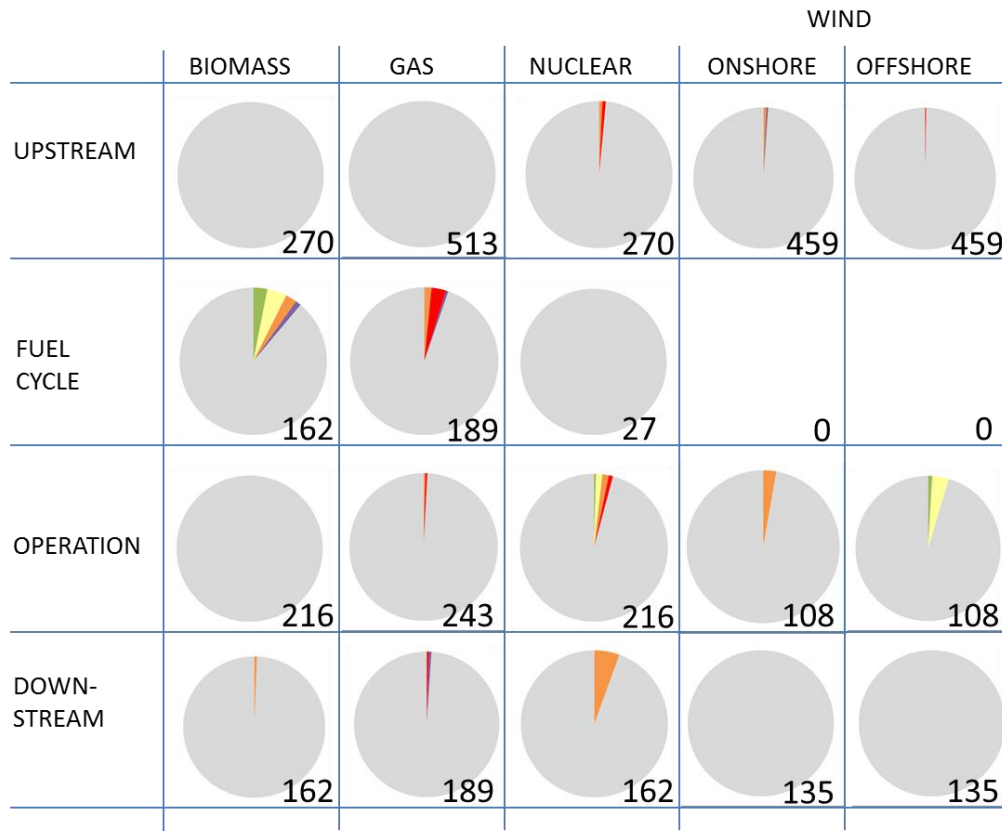 WIND
BIOMASS GAS NUCLEAR ONSHORE OFFSHORE
UPSTREAM
270 513 270 459 459
FUEL
CYCLE
162 189 27 0 0
OPERATION
216 243 216 108 108
DOWN-
STREAM
162 189 162 135 135